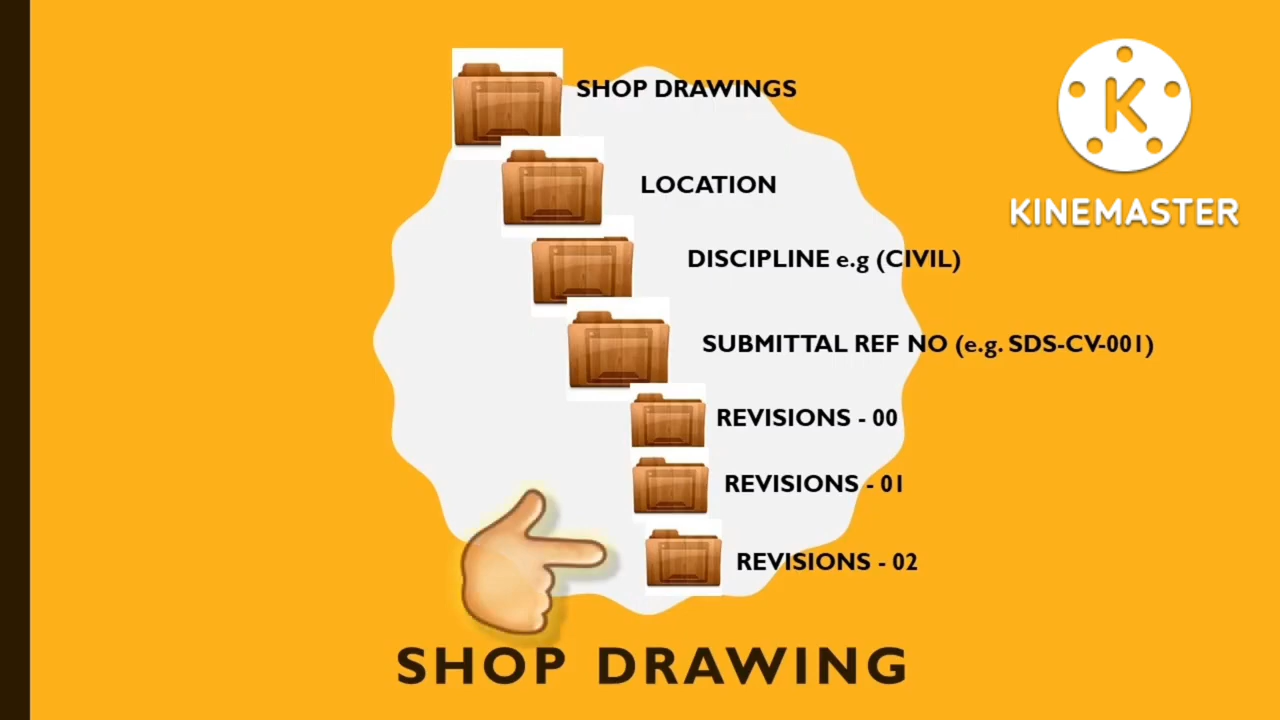 SHOP DRAWINGS
K
KINEMASTER
LOCATION
DISCIPLINE e.g (CIVIL)
SUBMITTAL REF NO (e.g. SDS-CV-001)
REVISIONS - 00
REVISIONS - 01
REVISIONS - 02
SHOP DRAWING